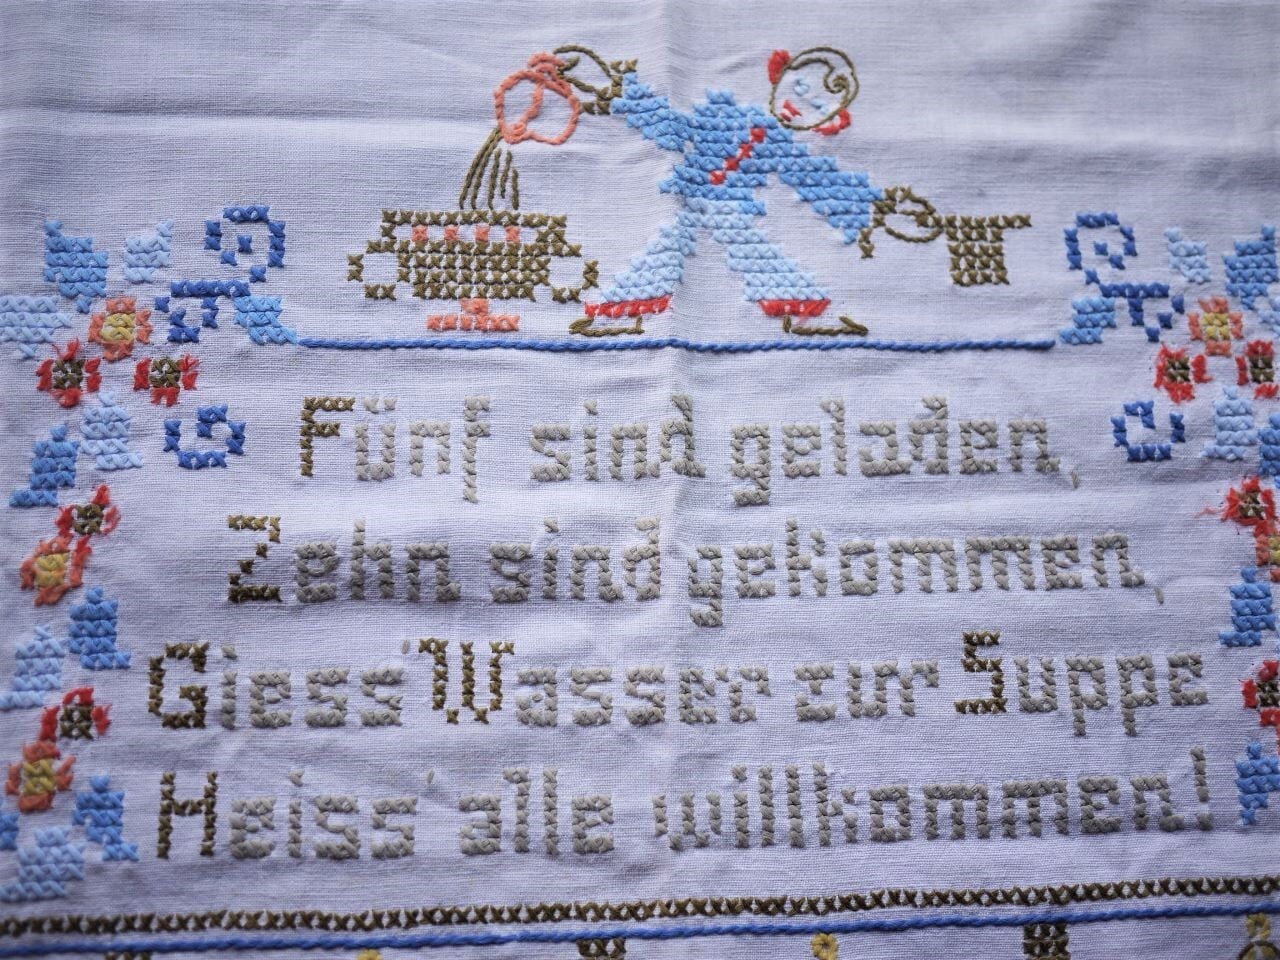 Fünf sind geladen,
Zehn sind gekommen,
Giess' Wasser zur Suppe
Heiss' alle willkommen!